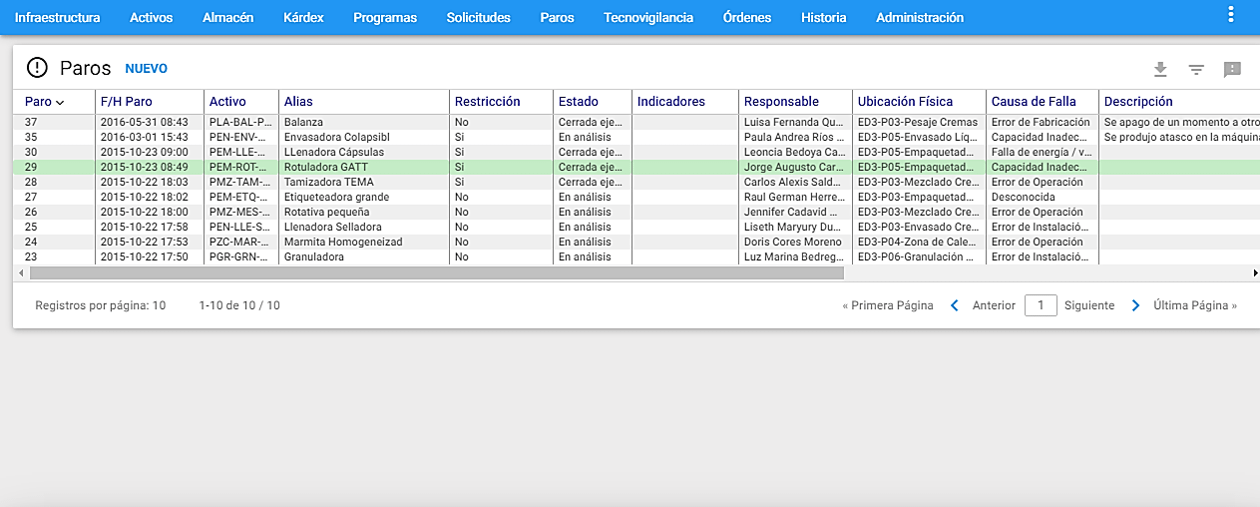 Infraestructura Activos Almacén Kárdex Programas Solicitudes Paros Tecnovigilancia Órdenes Historia Administración
Paros NUEVO
Paro F/H Paro Activo Alias Restricción Estado Indicadores Responsable Ubicación Física Causa de Falla Descripción
37 2016-05-31 08:43 PLA-BAL-P... Balanza No Cerrada eje... Luisa Fernanda Qu... ED3-P03-Pesaje Cremas Error de Fabricación Se apago de un momento a otro
35 2016-03-01 15:43 PEN-ENV-... Envasadora Colapsibl Si En análisis Paula Andrea Ríos ... ED3-P05-Envasado Líq... Capacidad Inadec... Se produjo atasco en la máquina
30 2015-10-23 09:00 PEM-LLE-... LLenadora Cápsulas Si Cerrada eje... Leoncia Bedoya Ca... ED3-P05-Empaquetad... Falla de energía / v...
29 2015-10-23 08:49 PEM-ROT-... Rotuladora GATT Si Cerrada eje... Jorge Augusto Car... ED3-P05-Empaquetad... Capacidad Inadec...
28 2015-10-22 18:03 PMZ-TAM-... Tamizadora TEMA Si Cerrada eje... Carlos Alexis Sald... ED3-P03-Mezclado Cre... Error de Operación
27 2015-10-22 18:02 PEM-ETQ-... Etiqueteadora grande No En análisis Raul German Herre... ED3-P03-Empaquetad... Desconocida
26 2015-10-22 18:00 PMZ-MES-... Rotativa pequeña No En análisis Jennifer Cadavid ... ED3-P03-Mezclado Cre... Error de Operación
25 2015-10-22 17:58 PEN-LLE-S... Llenadora Selladora No En análisis Liseth Maryury Du... ED3-P03-Envasado Cre... Error de Instalació...
24 2015-10-22 17:53 PZC-MAR-... Marmita Homogeneizad No En análisis Doris Cores Moreno ED3-P04-Zona de Cale... Error de Operación
23 2015-10-22 17:50 PGR-GRN-... Granuladora No En análisis Luz Marina Bedreg... ED3-P06-Granulación ... Error de Instalació...
Registros por página: 10 1-10 de 10 / 10 « Primera Página Anterior 1 Siguiente Última Página »